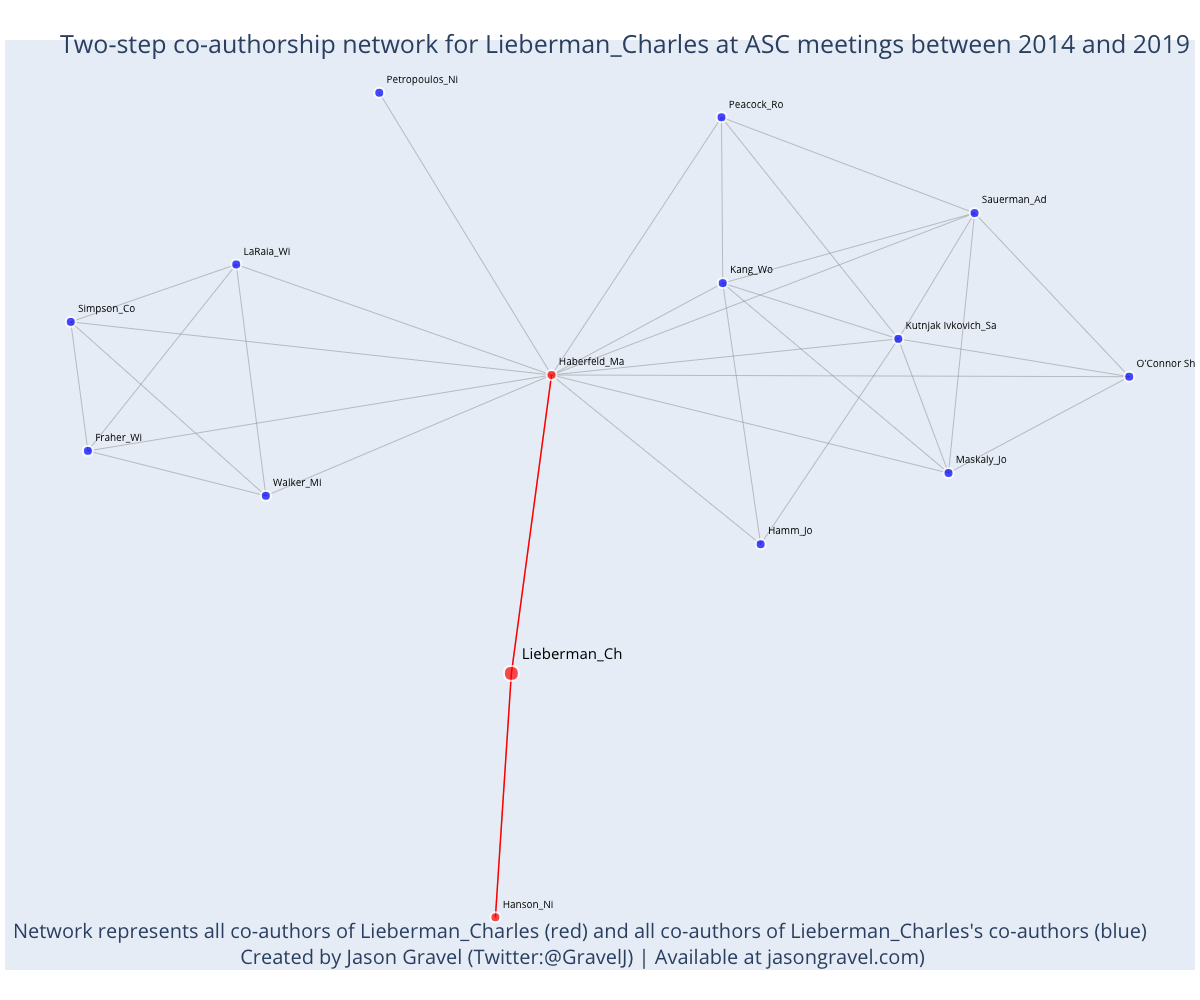 Two-step co-authorship network for Lieberman_Charles at ASC meetings between 2014 and 2019
Petropoulos_Ni
Peacock_Ro
Sauerman_Ad
LaRaia_Wi
Kang_Wo
Simpson_Co
Kutnjak Ivkovich_Sa
Haberfeld_Ma
O'Connor Sh
Fraher_Wi
Maskaly_Jo
Walker_Mi
Hamm_Jo
Lieberman_Ch
Hanson_Ni
Network represents all co-authors of Lieberman_Charles (red) and all co-authors of Lieberman_Charles's co-authors (blue)
Created by Jason Gravel (Twitter:@GravelJ) | Available at jasongravel.com)